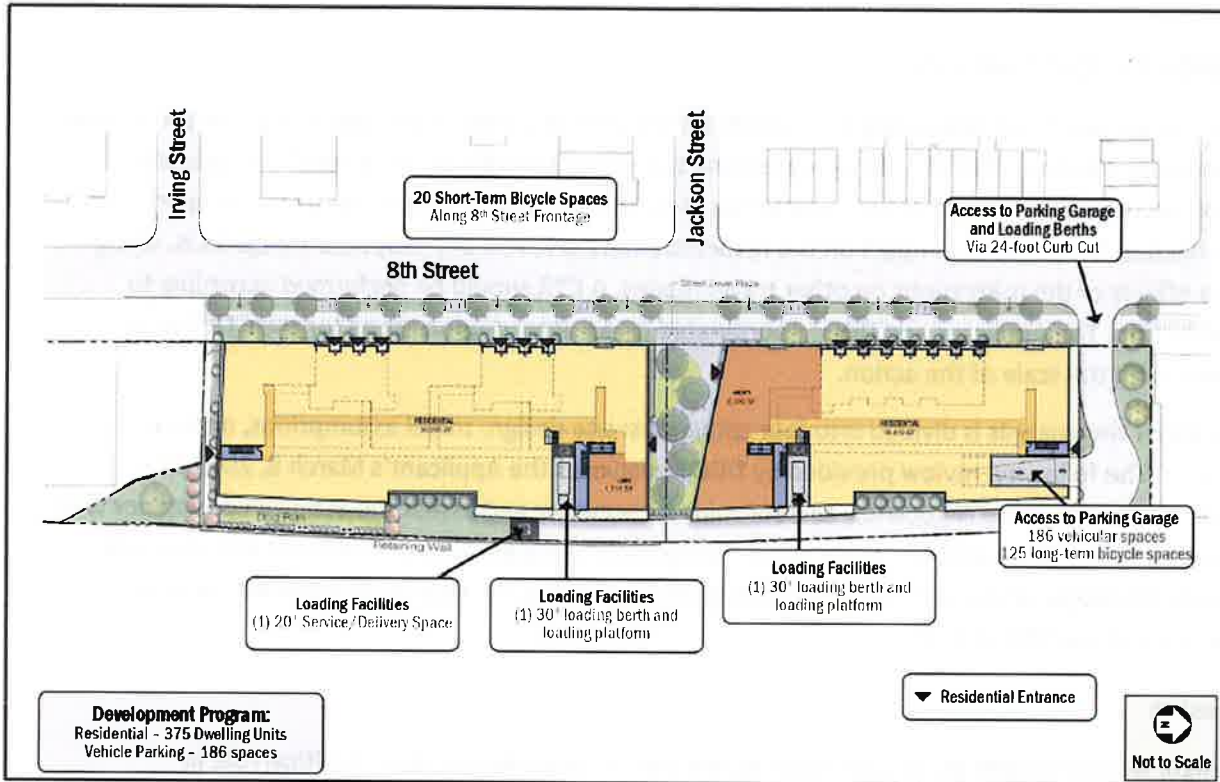 Irving Street
Jackson Street
20 Short-Term Bicycle Spaces
Along 8th Street Frontage
Access to Parking Garage
and Loading Berths
Via 24-foot Curb Cut
8th Street
RESIDENTIAL
RESIDENTIAL
Retaining Wall
Access to Parking Garage
186 vehicular spaces
125 long-term bicycle spaces
Loading Facilities
(1) 20' Service/Delivery Space
Loading Facilities
(1) 30' loading berth and
loading platform
Loading Facilities
(1) 30' loading berth and
loading platform
Development Program:
Residential - 375 Dwelling Units
Vehicle Parking - 186 spaces
Residential Entrance
Z
Not to Scale